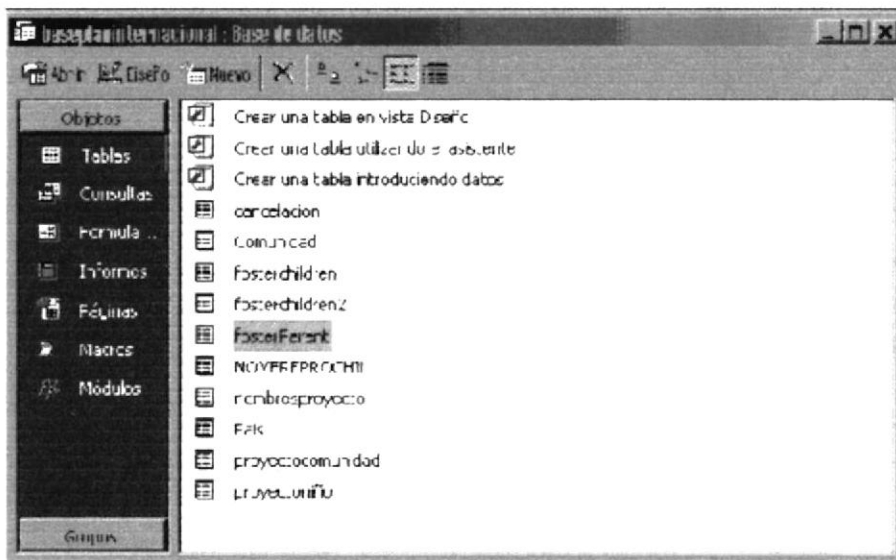 baseplaninternacional : Base de datos
Abrir Diseño Nuevo
Objetos
Tablas
Consultas
Formula ...
Informes
Páginas
Macros
Módulos
Grupos
Crear una tabla en vista Diseño
Crear una tabla utilizando el asistente
Crear una tabla introduciendo datos
cancelacion
Comunidad
fosterchildren
fosterchildren2
fosterParent
nombresproyecto
Pais
proyectocomunidad
proyectoniño